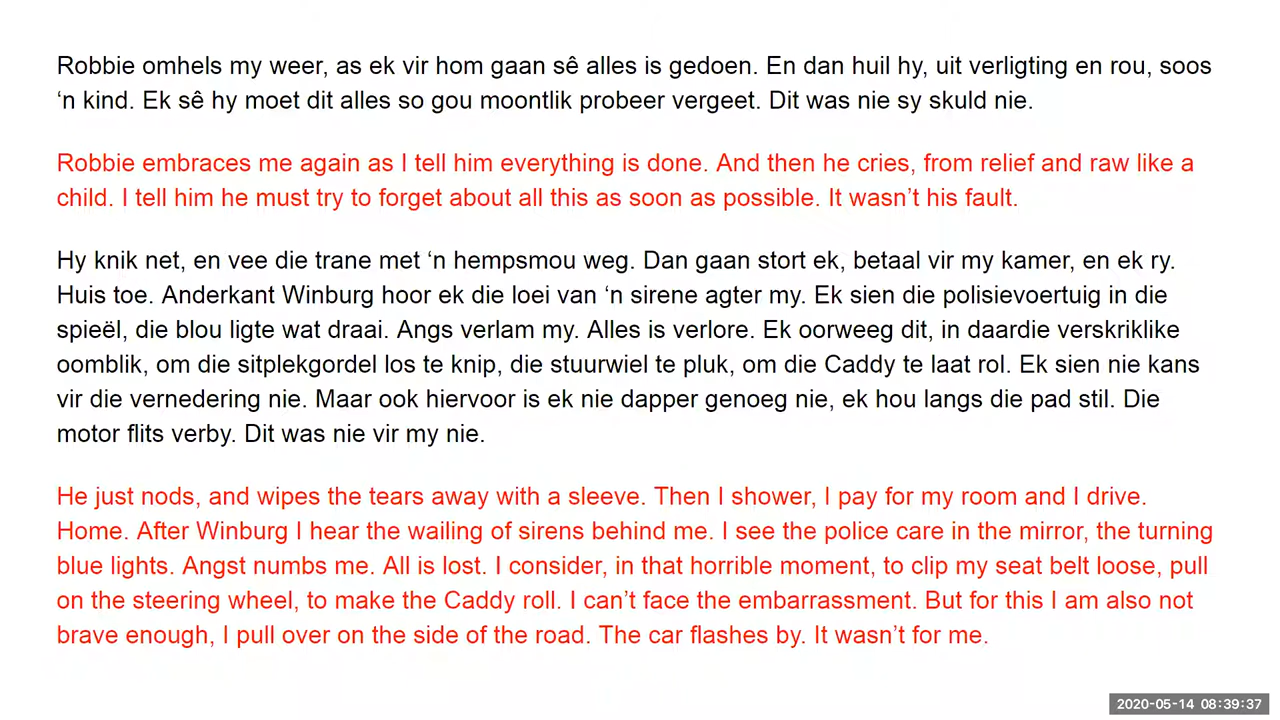 Robbie omhels my weer, as ek vir hom gaan sê alles is gedoen. En dan huil hy, uit verligting en rou, soos
‘n kind. Ek sê hy moet dit alles so gou moontlik probeer vergeet. Dit was nie sy skuld nie.
Robbie embraces me again as I tell him everything is done. And then he cries, from relief and raw like a
child. I tell him he must try to forget about all this as soon as possible. It wasn’t his fault.
Hy knik net, en vee die trane met ‘n hempsmou weg. Dan gaan stort ek, betaal vir my kamer, en ek ry.
Huis toe. Anderkant Winburg hoor ek die loei van ‘n sirene agter my. Ek sien die polisievoertuig in die
spieël, die blou ligte wat draai. Angs verlam my. Alles is verlore. Ek oorweeg dit, in daardie verskriklike
oomblik, om die sitplekgordel los te knip, die stuurwiel te pluk, om die Caddy te laat rol. Ek sien nie kans
vir die vernedering nie. Maar ook hiervoor is ek nie dapper genoeg nie, ek hou langs die pad stil. Die
motor flits verby. Dit was nie vir my nie.
He just nods, and wipes the tears away with a sleeve. Then I shower, I pay for my room and I drive.
Home. After Winburg I hear the wailing of sirens behind me. I see the police care in the mirror, the turning
blue lights. Angst numbs me. All is lost. I consider, in that horrible moment, to clip my seat belt loose, pull
on the steering wheel, to make the Caddy roll. I can’t face the embarrassment. But for this I am also not
brave enough, I pull over on the side of the road. The car flashes by. It wasn’t for me.
2020-05-14 08:39:37